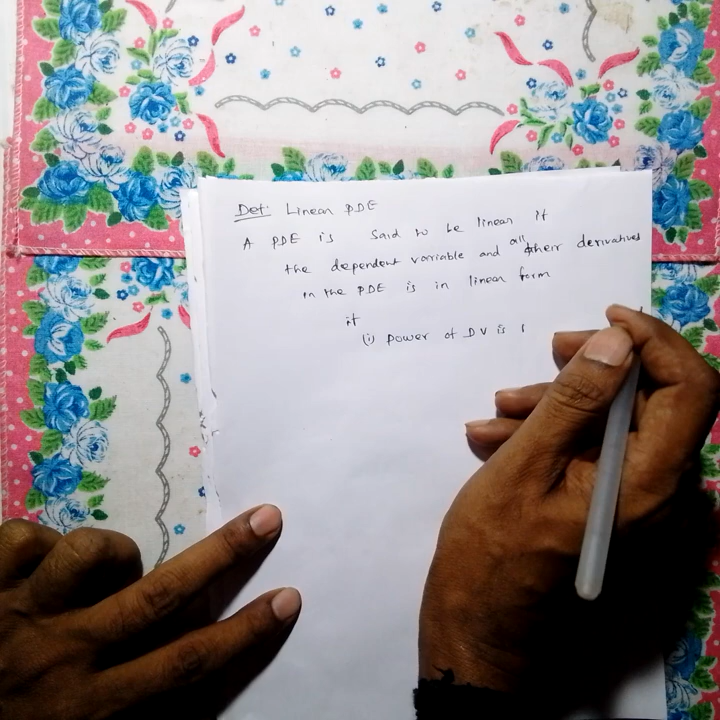 Def: Linear PDE
A PDE is said to be linear if
the dependent variable and all their derivatives
in the PDE is in linear form
if
(i) power of DV is 1